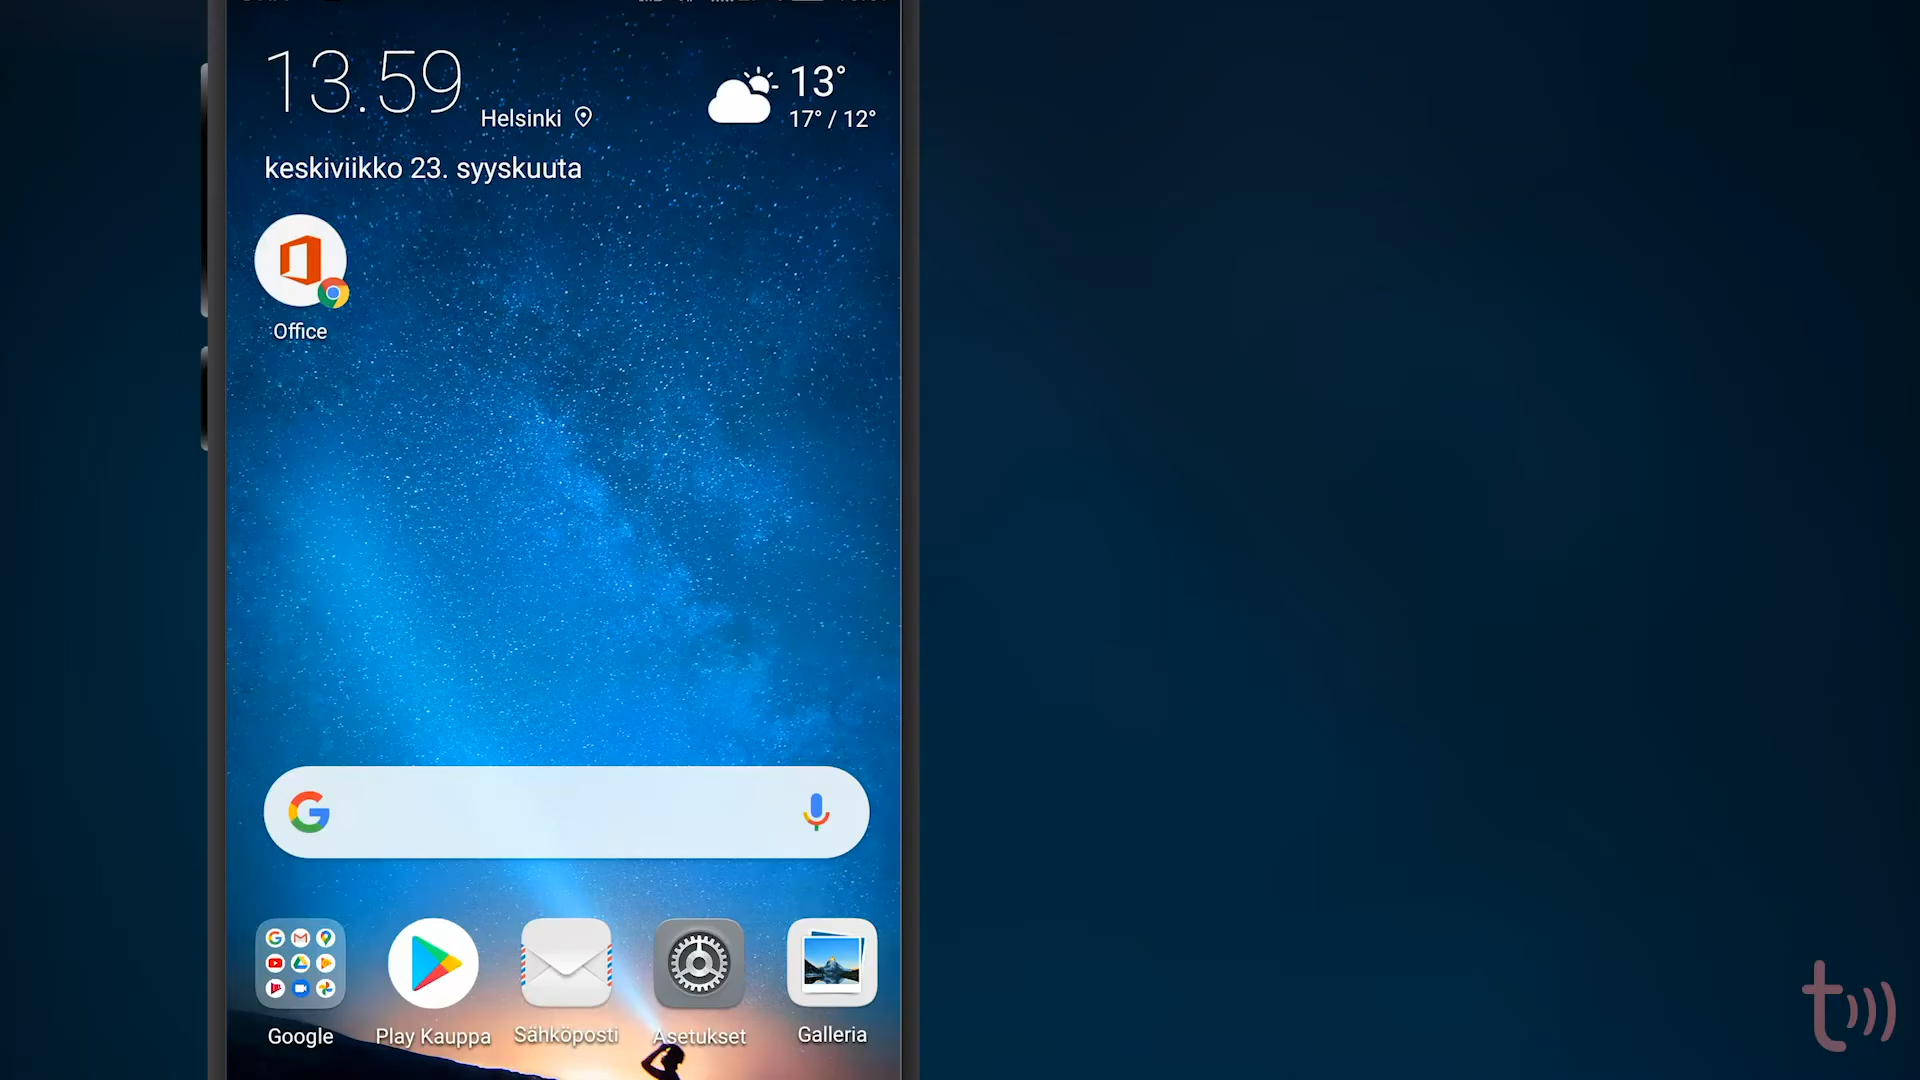 13.59
Helsinki
13°
17° / 12°
keskiviikko 23. syyskuuta
Office
Google
Play Kauppa
Sähköposti
Asetukset
Galleria